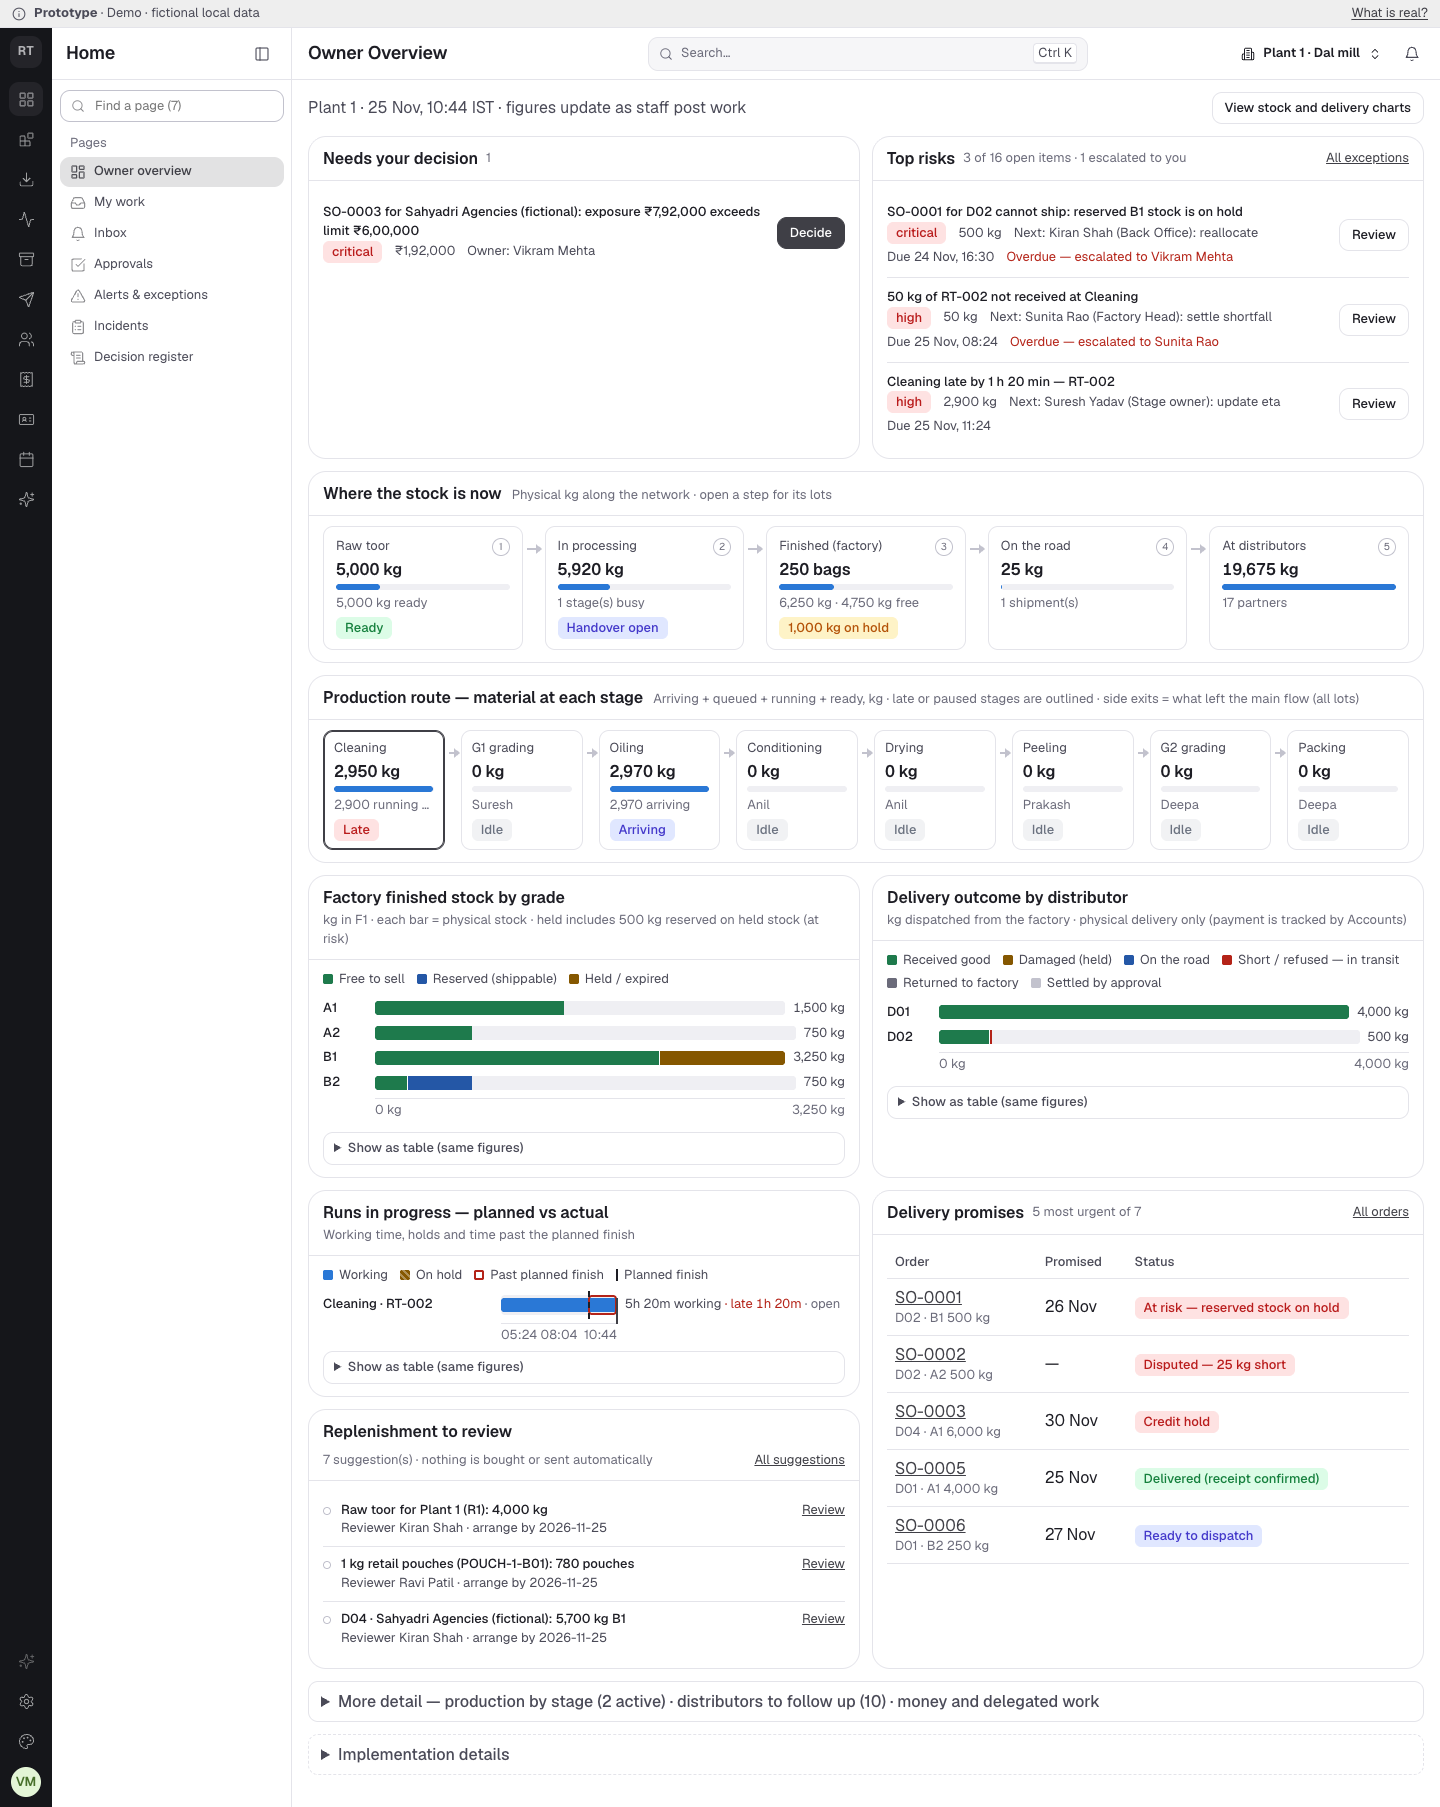 Prototype · Demo · fictional local data
What is real?
RT
Home
Owner Overview
Search...
Ctrl K
Plant 1 · Dal mill
Find a page (7)
Pages
Owner overview
My work
Inbox
Approvals
Alerts & exceptions
Incidents
Decision register
Plant 1 · 25 Nov, 10:44 IST · figures update as staff post work
View stock and delivery charts
Needs your decision 1
SO-0003 for Sahyadri Agencies (fictional): exposure ₹7,92,000 exceeds
limit ₹6,00,000
critical ₹1,92,000 Owner: Vikram Mehta
Decide
Top risks 3 of 16 open items · 1 escalated to you
All exceptions
SO-0001 for D02 cannot ship: reserved B1 stock is on hold
critical 500 kg Next: Kiran Shah (Back Office): reallocate
Due 24 Nov, 16:30 Overdue — escalated to Vikram Mehta
Review
50 kg of RT-002 not received at Cleaning
high 50 kg Next: Sunita Rao (Factory Head): settle shortfall
Due 25 Nov, 08:24 Overdue — escalated to Sunita Rao
Review
Cleaning late by 1 h 20 min — RT-002
high 2,900 kg Next: Suresh Yadav (Stage owner): update eta
Due 25 Nov, 11:24
Review
Where the stock is now Physical kg along the network · open a step for its lots
Raw toor 1
5,000 kg
5,000 kg ready
Ready
In processing 2
5,920 kg
1 stage(s) busy
Handover open
Finished (factory) 3
250 bags
6,250 kg · 4,750 kg free
1,000 kg on hold
On the road 4
25 kg
1 shipment(s)
At distributors 5
19,675 kg
17 partners
Production route — material at each stage Arriving + queued + running + ready, kg · late or paused stages are outlined · side exits = what left the main flow (all lots)
Cleaning
2,950 kg
2,900 running ...
Late
G1 grading
0 kg
Suresh
Idle
Oiling
2,970 kg
2,970 arriving
Arriving
Conditioning
0 kg
Anil
Idle
Drying
0 kg
Anil
Idle
Peeling
0 kg
Prakash
Idle
G2 grading
0 kg
Deepa
Idle
Packing
0 kg
Deepa
Idle
Factory finished stock by grade
kg in F1 · each bar = physical stock · held includes 500 kg reserved on held stock (at
risk)
Free to sell Reserved (shippable) Held / expired
A1 1,500 kg
A2 750 kg
B1 3,250 kg
B2 750 kg
0 kg 3,250 kg
Show as table (same figures)
Delivery outcome by distributor
kg dispatched from the factory · physical delivery only (payment is tracked by Accounts)
Received good Damaged (held) On the road Short / refused — in transit
Returned to factory Settled by approval
D01 4,000 kg
D02 500 kg
0 kg 4,000 kg
Show as table (same figures)
Runs in progress — planned vs actual
Working time, holds and time past the planned finish
Working On hold Past planned finish Planned finish
Cleaning · RT-002 5h 20m working · late 1h 20m · open
05:24 08:04 10:44
Show as table (same figures)
Replenishment to review
7 suggestion(s) · nothing is bought or sent automatically
All suggestions
Raw toor for Plant 1 (R1): 4,000 kg
Reviewer Kiran Shah · arrange by 2026-11-25
Review
1 kg retail pouches (POUCH-1-B01): 780 pouches
Reviewer Ravi Patil · arrange by 2026-11-25
Review
D04 · Sahyadri Agencies (fictional): 5,700 kg B1
Reviewer Kiran Shah · arrange by 2026-11-25
Review
Delivery promises 5 most urgent of 7
All orders
Order Promised Status
SO-0001
D02 · B1 500 kg
26 Nov
At risk — reserved stock on hold
SO-0002
D02 · A2 500 kg
—
Disputed — 25 kg short
SO-0003
D04 · A1 6,000 kg
30 Nov
Credit hold
SO-0005
D01 · A1 4,000 kg
25 Nov
Delivered (receipt confirmed)
SO-0006
D01 · B2 250 kg
27 Nov
Ready to dispatch
More detail — production by stage (2 active) · distributors to follow up (10) · money and delegated work
Implementation details
VM